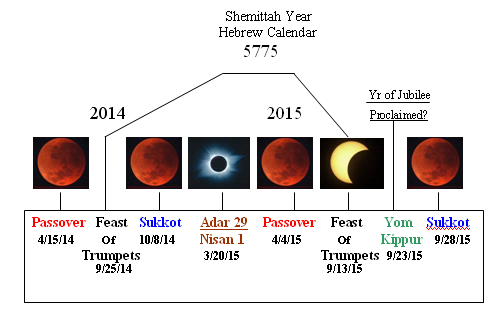 Shemittah Year
Hebrew Calendar
5775
2014
2015
Yr of Jubilee
Proclaimed?
Passover
4/15/14
Feast
Of
Trumpets
9/25/14
Sukkot
10/8/14
Adar 29
Nisan 1
3/20/15
Passover
4/4/15
Feast
Of
Trumpets
9/13/15
Yom
Kippur
9/23/15
Sukkot
9/28/15